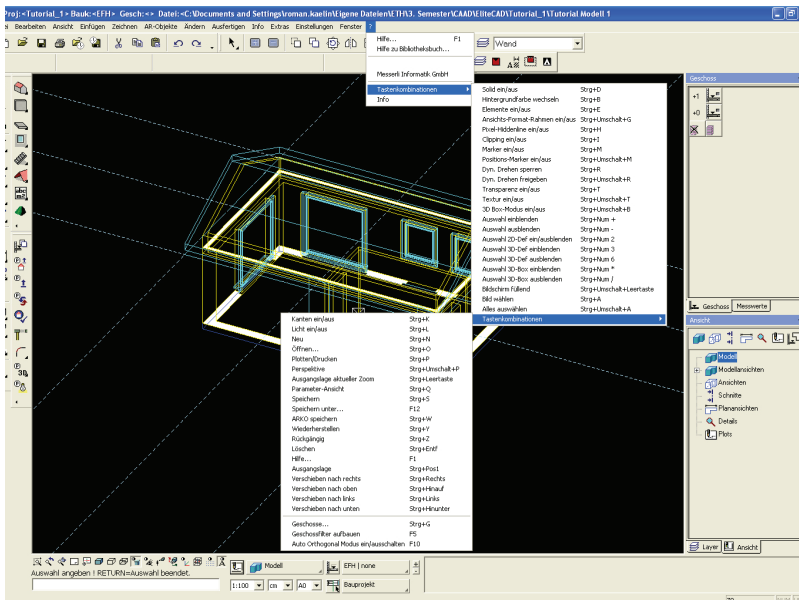 Proj:<Tutorial_1> Bauk:<EFH> Gesch:<> Datei:<C:\Documents and Settings\roman.kaelin\Eigene Dateien\ETH\3. Semester\CAAD\EliteCAD\Tutorial_1\Tutorial Modell 1
Bearbeiten Ansicht Einfügen Zeichnen AR-Objekte Ändern Ausfertigen Info Extras Einstellungen Fenster ?
Hilfe... F1
Hilfe zu Bibliotheksbuch...
Messerli Informatik GmbH
Tastenkombinationen
Info
Wand
Solid ein/aus Strg+D
Hintergrundfarbe wechseln Strg+B
Elemente ein/aus Strg+E
Ansichts-Format-Rahmen ein/aus Strg+Umschalt+G
Pixel-Hiddenline ein/aus Strg+H
Clipping ein/aus Strg+I
Marker ein/aus Strg+M
Positions-Marker ein/aus Strg+Umschalt+M
Dyn. Drehen sperren Strg+R
Dyn. Drehen freigeben Strg+Umschalt+R
Transparenz ein/aus Strg+T
Textur ein/aus Strg+Umschalt+T
3D Box-Modus ein/aus Strg+Umschalt+B
Auswahl einblenden Strg+Num +
Auswahl ausblenden Strg+Num -
Auswahl 2D-Def ein/ausblenden Strg+Num 2
Auswahl 3D-Def einblenden Strg+Num 3
Auswahl 3D-Def ausblenden Strg+Num 6
Auswahl 3D-Box einblenden Strg+Num *
Auswahl 3D-Box ausblenden Strg+Num /
Bildschirm füllend Strg+Umschalt+Leertaste
Bild wählen Strg+A
Alles auswählen Strg+Umschalt+A
Tastenkombinationen
Kanten ein/aus Strg+K
Licht ein/aus Strg+L
Neu Strg+N
Öffnen... Strg+O
Plotten/Drucken Strg+P
Perspektive Strg+Umschalt+P
Ausgangslage aktueller Zoom Strg+Leertaste
Parameter-Ansicht Strg+Q
Speichern Strg+S
Speichern unter... F12
ARKO speichern Strg+W
Wiederherstellen Strg+Y
Rückgängig Strg+Z
Löschen Strg+Entf
Hilfe... F1
Ausgangslage Strg+Pos1
Verschieben nach rechts Strg+Rechts
Verschieben nach oben Strg+Hinauf
Verschieben nach links Strg+Links
Verschieben nach unten Strg+Hinunter
Geschosse... Strg+G
Geschossfilter aufbauen F5
Auto Orthogonal Modus ein/ausschalten F10
Geschoss
+1
+0
Geschoss Messwerte
Ansicht
Modell
Modellansichten
Ansichten
Schnitte
Planansichten
Details
Plots
Layer Ansicht
Auswahl angeben ! RETURN=Auswahl beendet.
Modell EFH | none
1:100 cm A0 Bauprojekt